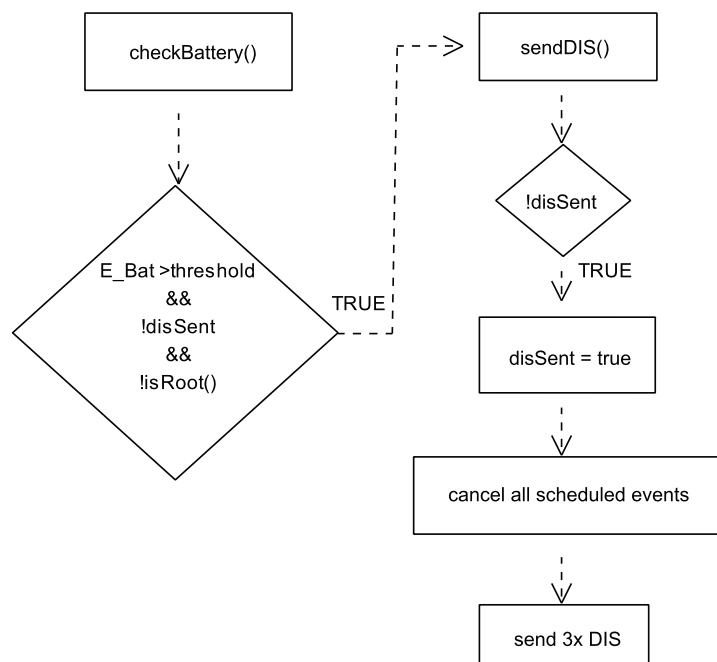 checkBattery()
E_Bat >threshold
&&
!disSent
&&
!isRoot()
TRUE
sendDIS()
!disSent
TRUE
disSent = true
cancel all scheduled events
send 3x DIS